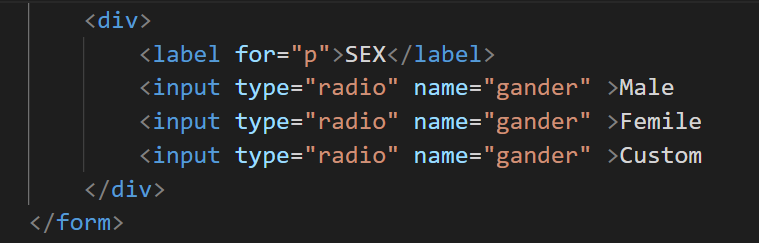 <div>
<label for="p">SEX</label>
<input type="radio" name="gander" >Male
<input type="radio" name="gander" >Femile
<input type="radio" name="gander" >Custom
</div>
</form>